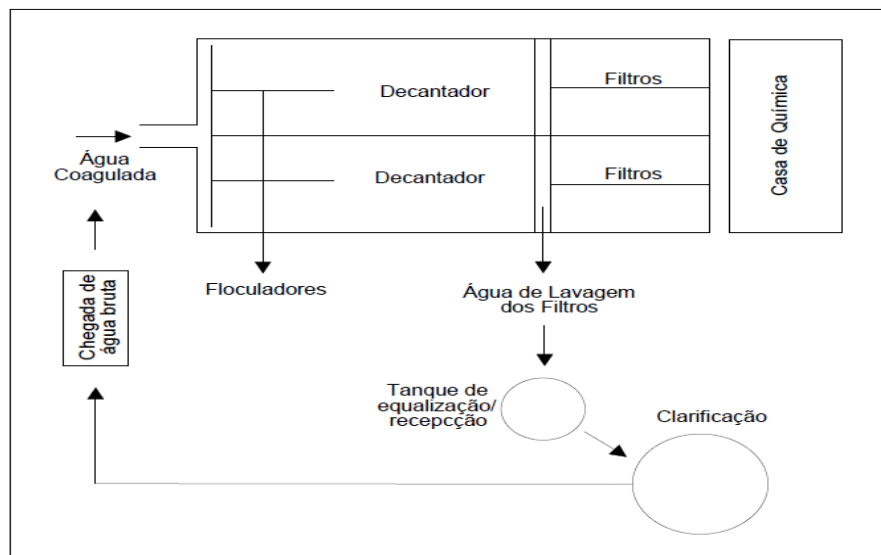 Decantador
Filtros
Água
Coagulada
Decantador
Filtros
Casa de Química
Chegada de
água bruta
Floculadores
Água de Lavagem
dos Filtros
Tanque de
equalização/
recepcção
Clarificação